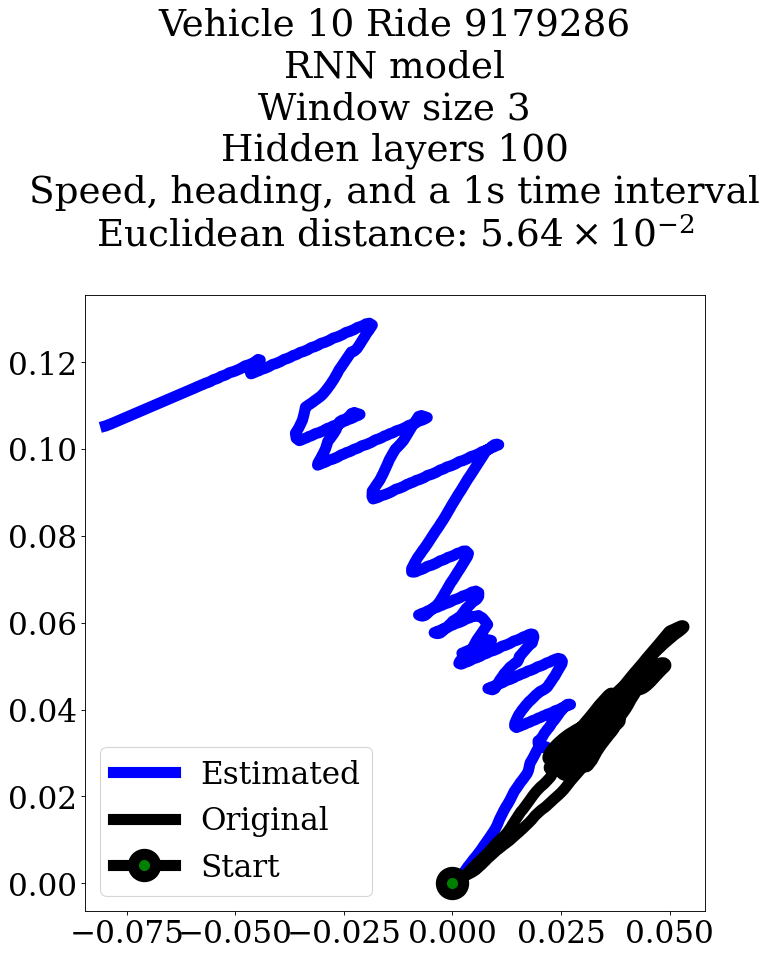 Vehicle 10 Ride 9179286
RNN model
Window size 3
Hidden layers 100
Speed, heading, and a 1s time interval
Euclidean distance: 5.64 × 10⁻²
0.12
0.10
0.08
0.06
0.04
0.02
0.00
Estimated
Original
Start
−0.075 −0.050 −0.025 0.000 0.025 0.050